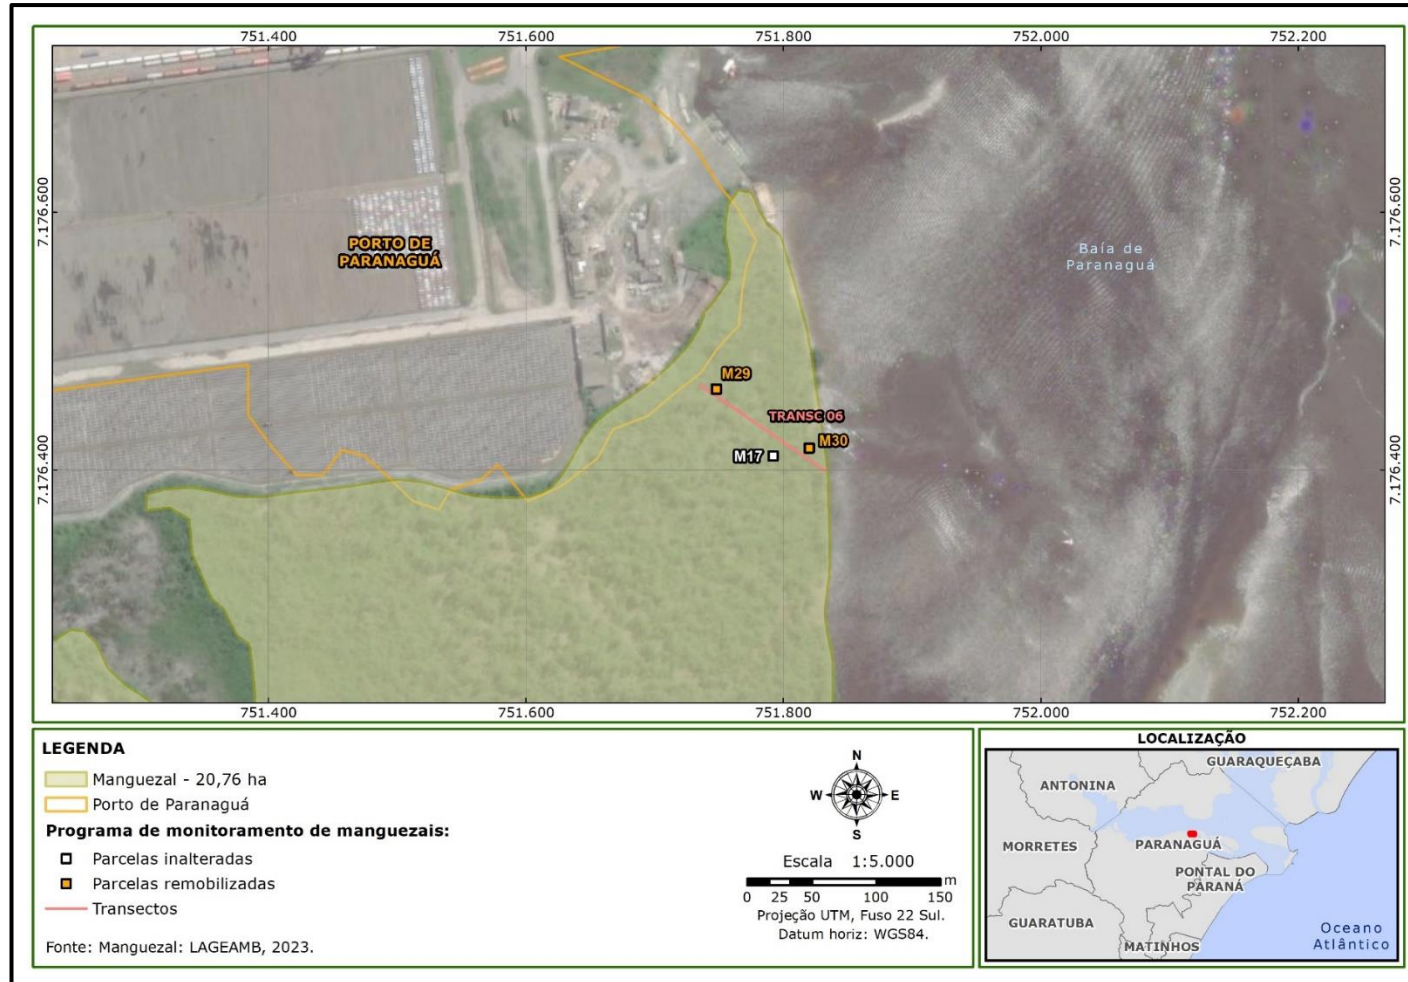 751.400 751.600 751.800 752.000 752.200
7.176.600
7.176.600
PORTO DE
PARANAGUÁ
Baía de
Paranaguá
M29
TRANSC 06
M30
M17
7.176.400
7.176.400
751.400 751.600 751.800 752.000 752.200
LEGENDA
Manguezal - 20,76 ha
Porto de Paranaguá
Programa de monitoramento de manguezais:
Parcelas inalteradas
Parcelas remobilizadas
Transectos
Fonte: Manguezal: LAGEAMB, 2023.
N
W E
S
Escala 1:5.000
m
0 25 50 100 150
Projeção UTM, Fuso 22 Sul.
Datum horiz: WGS84.
LOCALIZAÇÃO
GUARAQUEÇABA
ANTONINA
MORRETES
PARANAGUÁ
PONTAL DO
PARANÁ
GUARATUBA
MATINHOS
Oceano
Atlântico